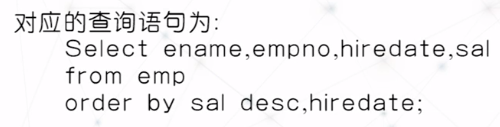 对应的查询语句为:
Select ename,empno,hiredate,sal
from emp
order by sal desc,hiredate;